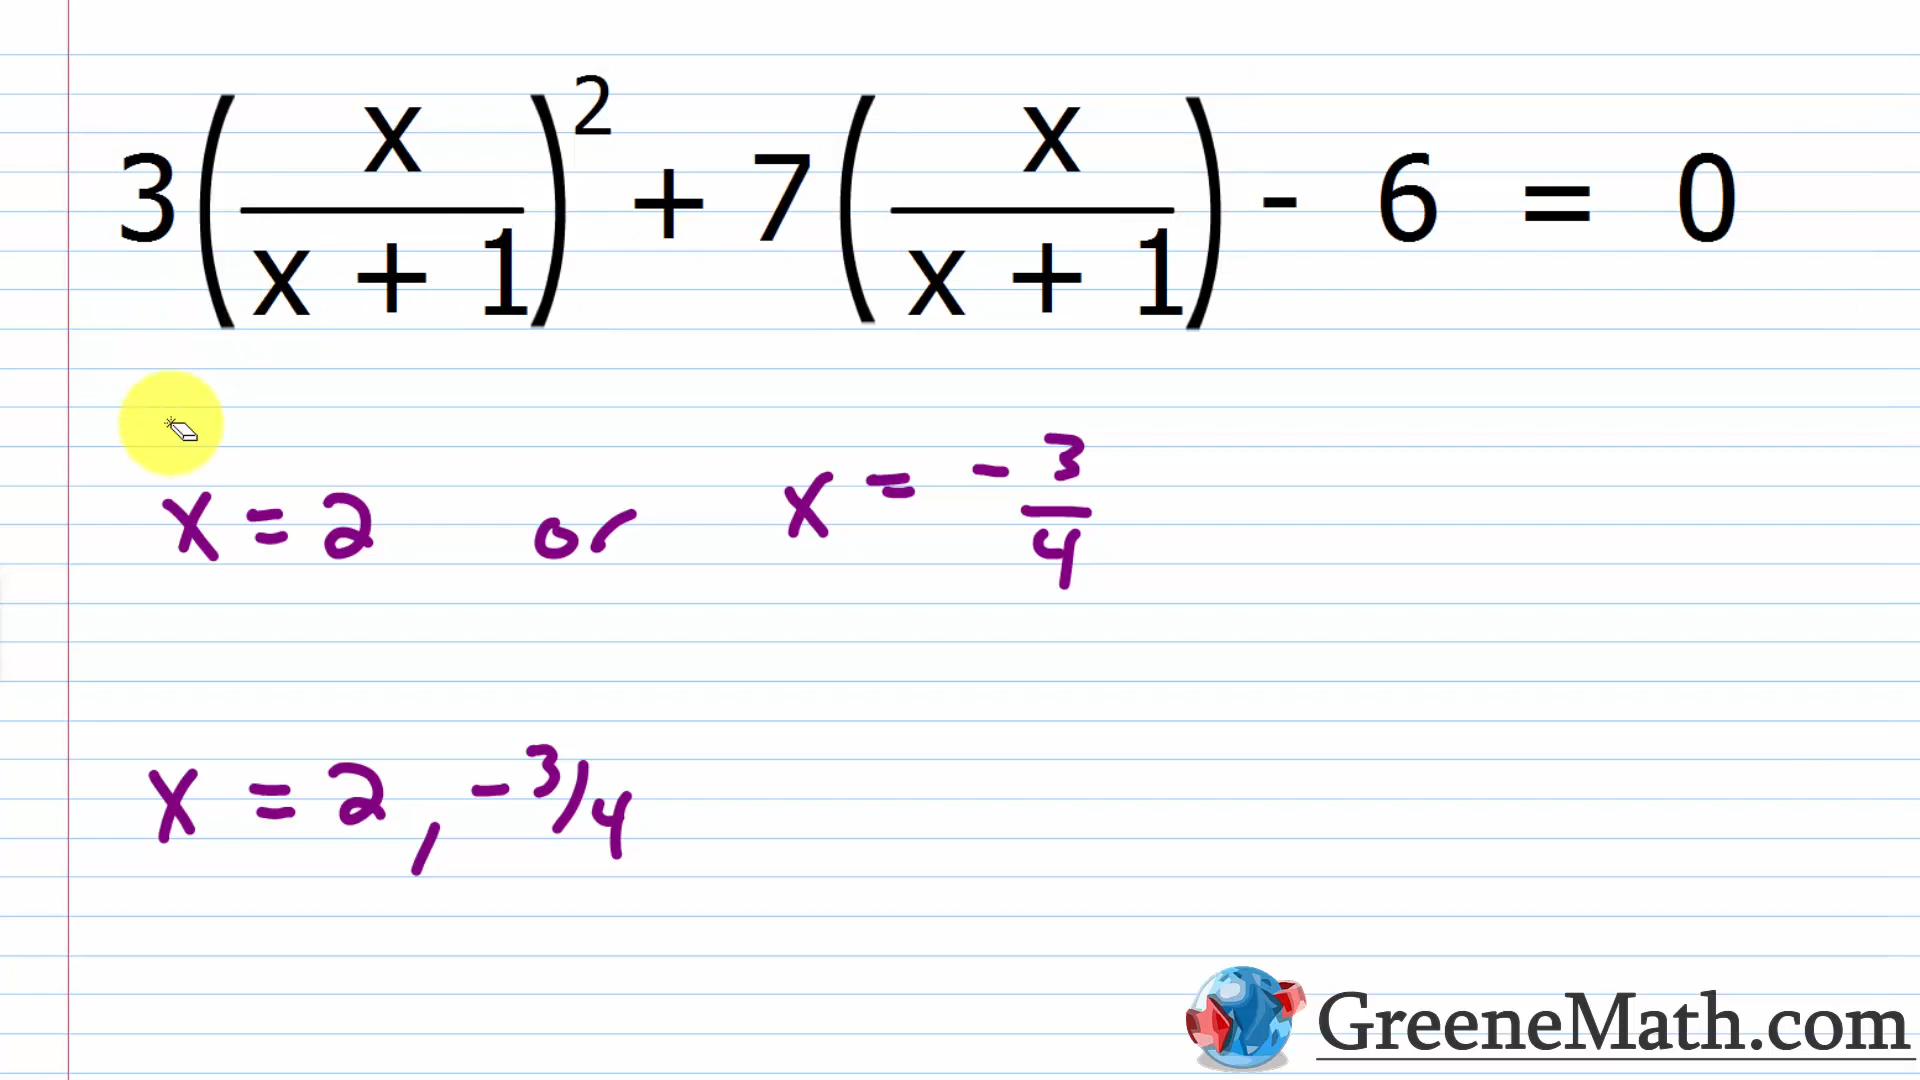 3(x/(x + 1))² + 7(x/(x + 1)) - 6 = 0
x = 2 or x = -3/4
x = 2, -3/4
GreeneMath.com